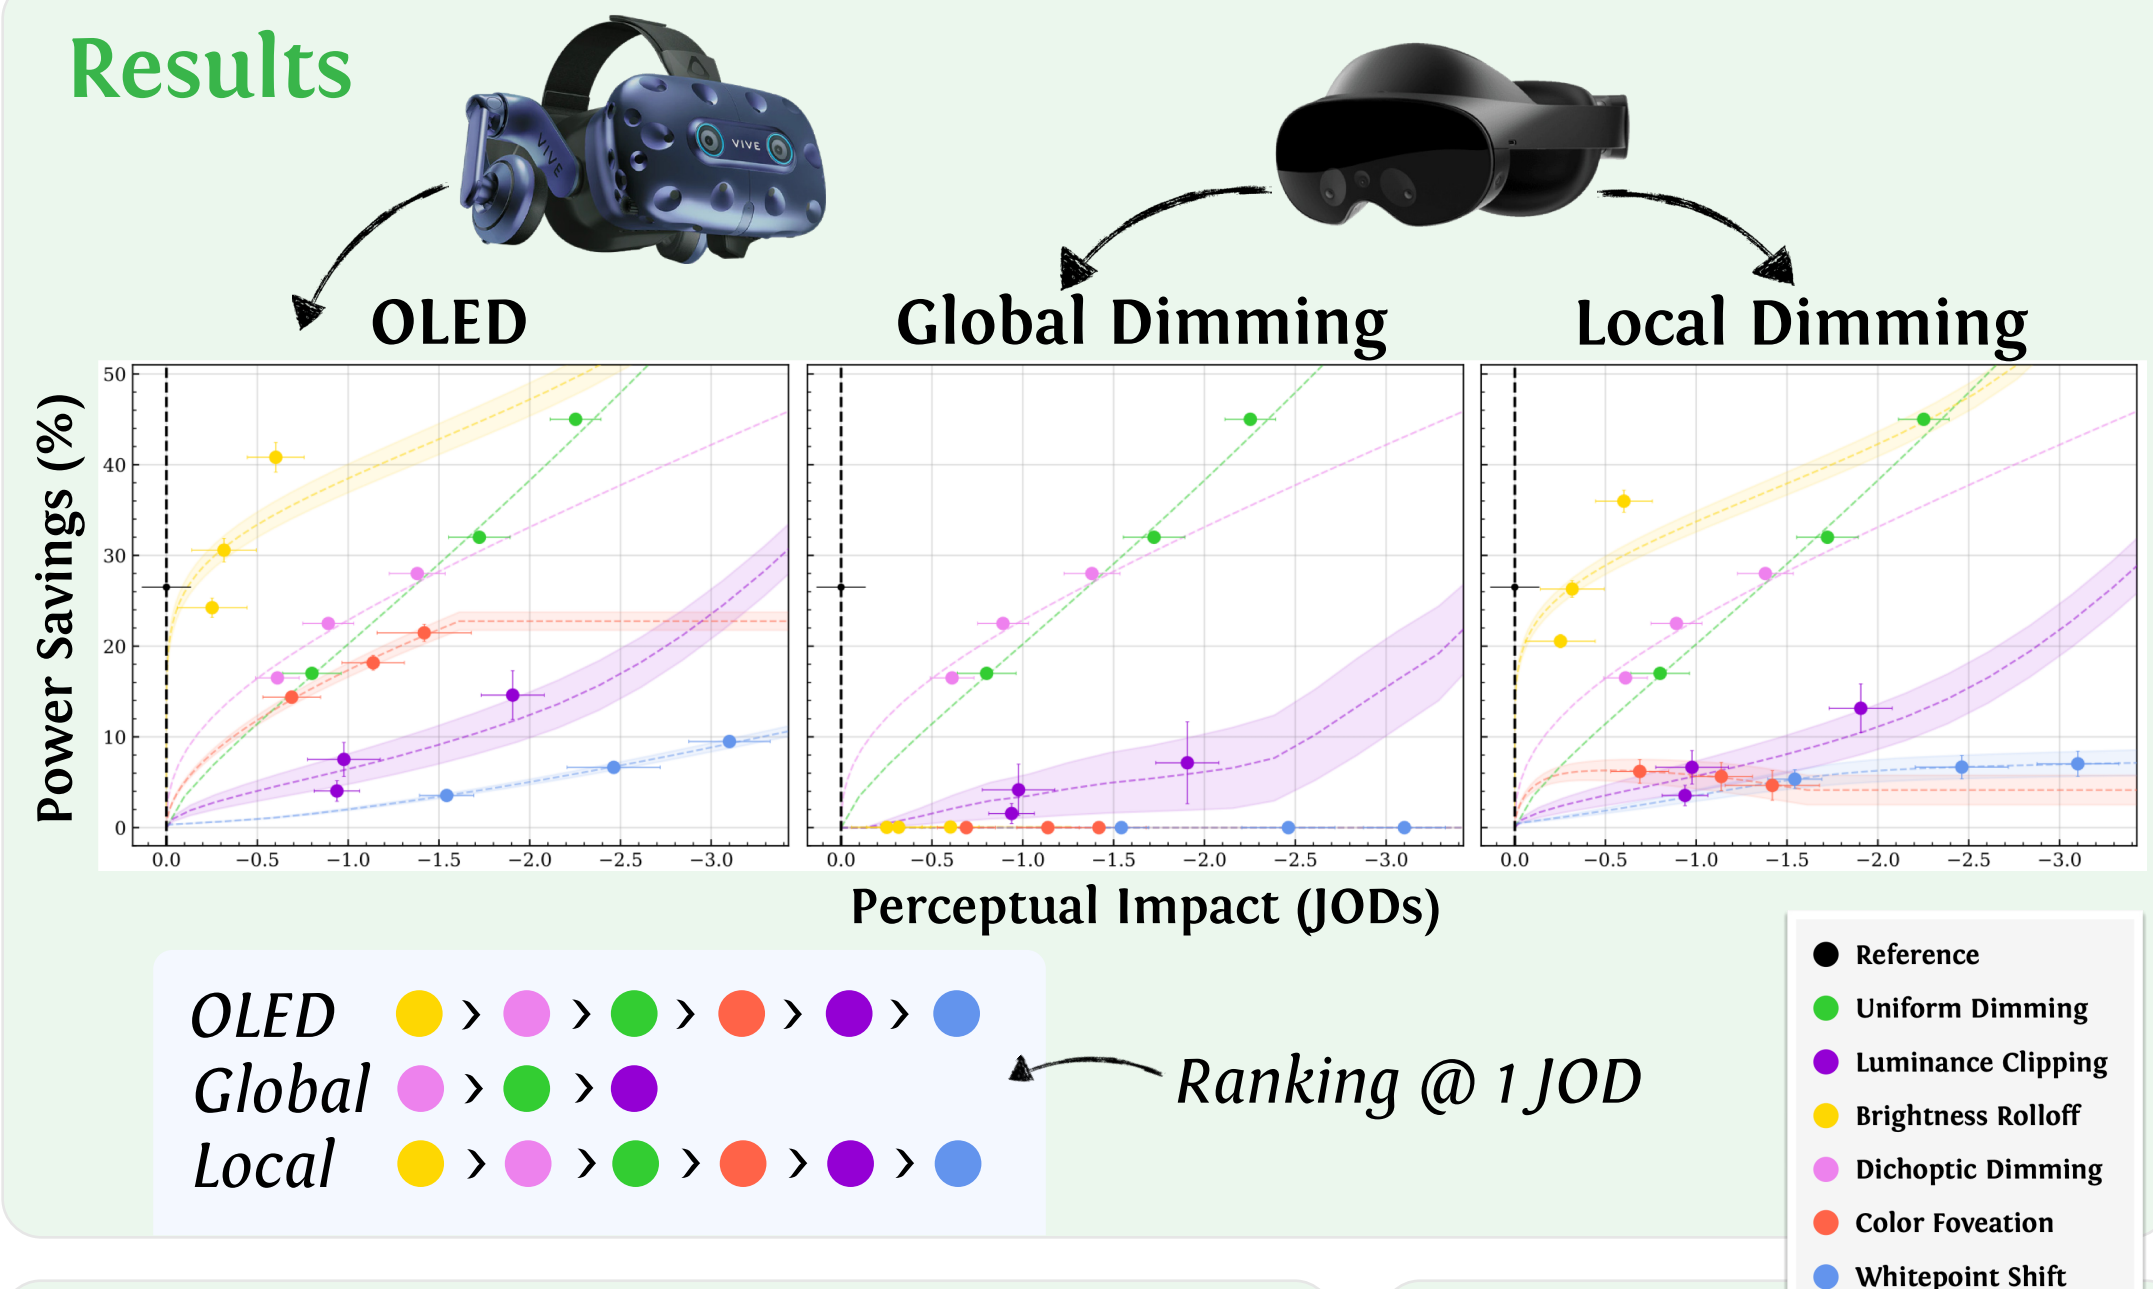 Results
VIVE
VIVE
OLED
Global Dimming
Local Dimming
Power Savings (%)
50
40
30
20
10
0
0.0 −0.5 −1.0 −1.5 −2.0 −2.5 −3.0
0.0 −0.5 −1.0 −1.5 −2.0 −2.5 −3.0
0.0 −0.5 −1.0 −1.5 −2.0 −2.5 −3.0
Perceptual Impact (JODs)
OLED > > > > >
Global > >
Local > > > > >
Ranking @ 1 JOD
Reference
Uniform Dimming
Luminance Clipping
Brightness Rolloff
Dichoptic Dimming
Color Foveation
Whitepoint Shift